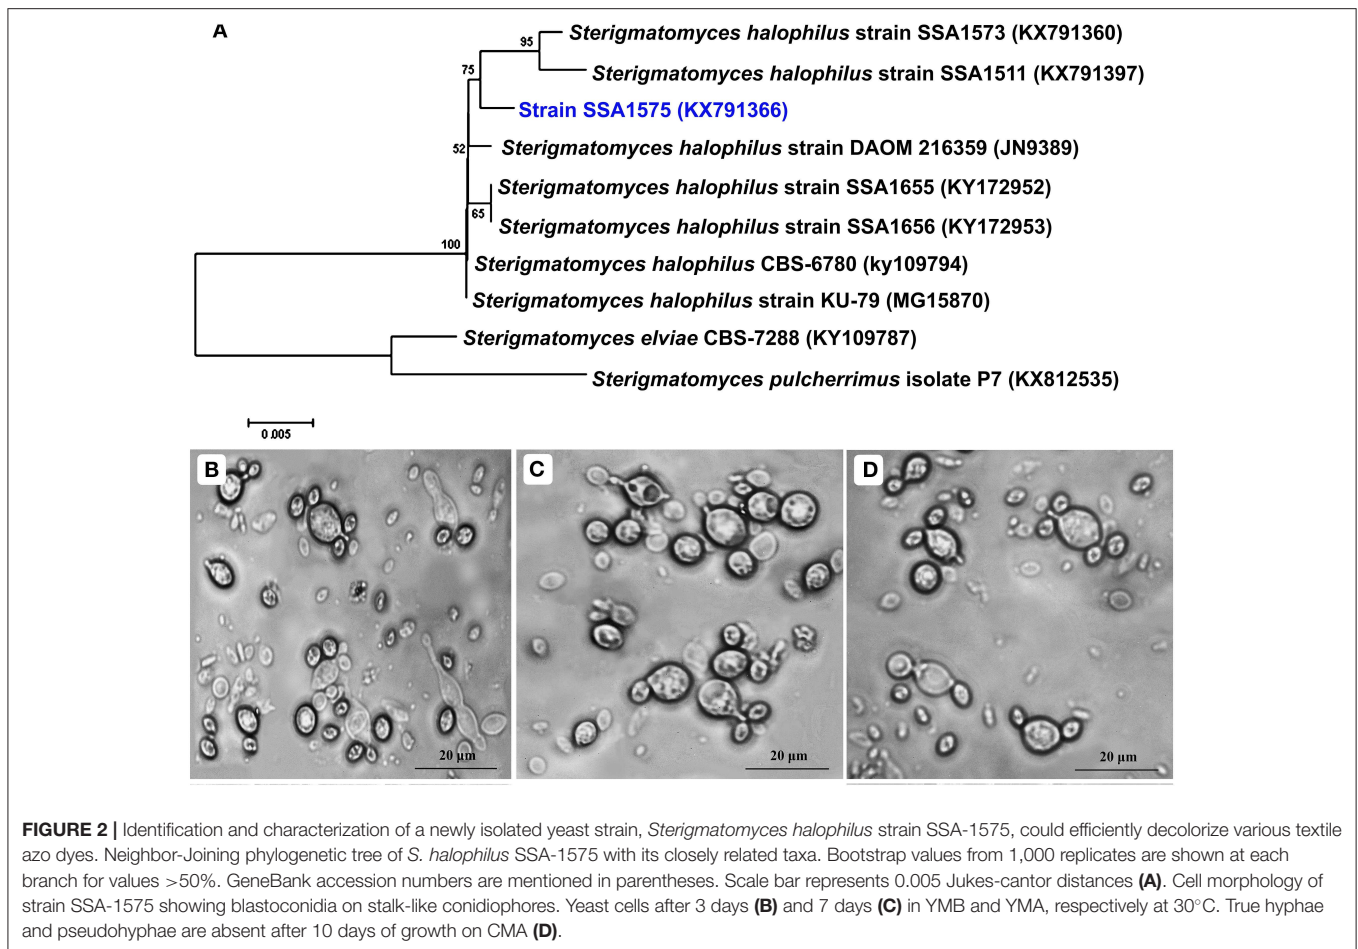 A
95
Sterigmatomyces halophilus strain SSA1573 (KX791360)
75
Sterigmatomyces halophilus strain SSA1511 (KX791397)
Strain SSA1575 (KX791366)
52
Sterigmatomyces halophilus strain DAOM 216359 (JN9389)
Sterigmatomyces halophilus strain SSA1655 (KY172952)
65
Sterigmatomyces halophilus strain SSA1656 (KY172953)
100
Sterigmatomyces halophilus CBS-6780 (ky109794)
Sterigmatomyces halophilus strain KU-79 (MG15870)
Sterigmatomyces elviae CBS-7288 (KY109787)
Sterigmatomyces pulcherrimus isolate P7 (KX812535)
0.005
B
C
D
20 µm
20 µm
20 µm
FIGURE 2 | Identification and characterization of a newly isolated yeast strain, Sterigmatomyces halophilus strain SSA-1575, could efficiently decolorize various textile
azo dyes. Neighbor-Joining phylogenetic tree of S. halophilus SSA-1575 with its closely related taxa. Bootstrap values from 1,000 replicates are shown at each
branch for values >50%. GeneBank accession numbers are mentioned in parentheses. Scale bar represents 0.005 Jukes-cantor distances (A). Cell morphology of
strain SSA-1575 showing blastoconidia on stalk-like conidiophores. Yeast cells after 3 days (B) and 7 days (C) in YMB and YMA, respectively at 30°C. True hyphae
and pseudohyphae are absent after 10 days of growth on CMA (D).